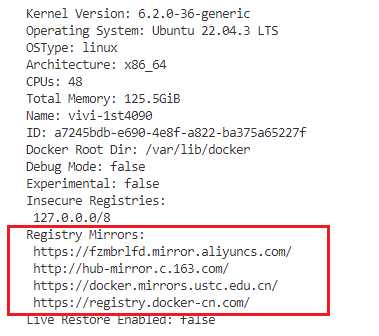 Kernel Version: 6.2.0-36-generic
Operating System: Ubuntu 22.04.3 LTS
OSType: linux
Architecture: x86_64
CPUs: 48
Total Memory: 125.5GiB
Name: vivi-1st4090
ID: a7245bdb-e690-4e8f-a822-ba375a65227f
Docker Root Dir: /var/lib/docker
Debug Mode: false
Experimental: false
Insecure Registries:
127.0.0.0/8
Registry Mirrors:
https://fzmbrlfd.mirror.aliyuncs.com/
http://hub-mirror.c.163.com/
https://docker.mirrors.ustc.edu.cn/
https://registry.docker-cn.com/
Live Restore Enabled: false